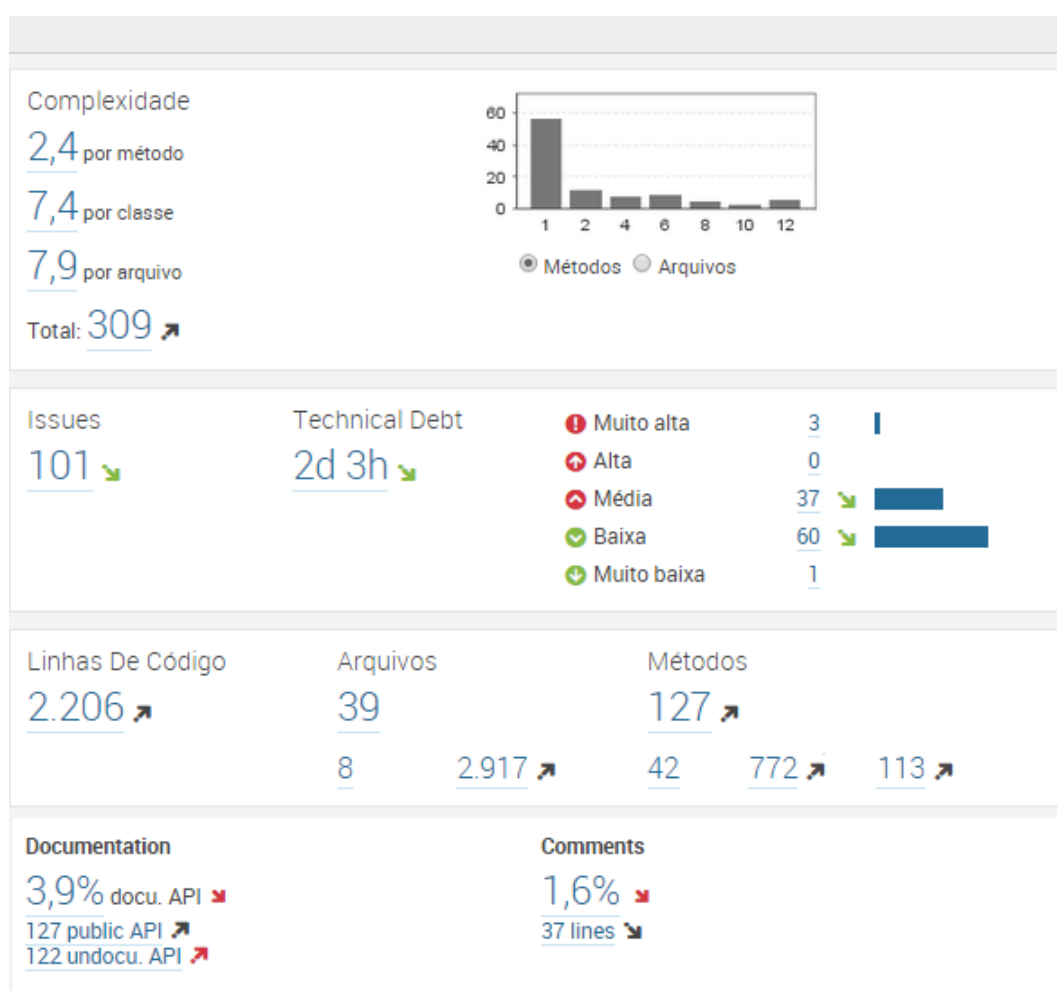 Complexidade
2,4 por método
7,4 por classe
7,9 por arquivo
Total: 309
60
40
20
0
1 2 4 6 8 10 12
Métodos Arquivos
Issues
101
Technical Debt
2d 3h
Muito alta 3
Alta 0
Média 37
Baixa 60
Muito baixa 1
Linhas De Código
2.206
Arquivos
39
8 2.917
Métodos
127
42 772 113
Documentation
3,9% docu. API
127 public API
122 undocu. API
Comments
1,6%
37 lines